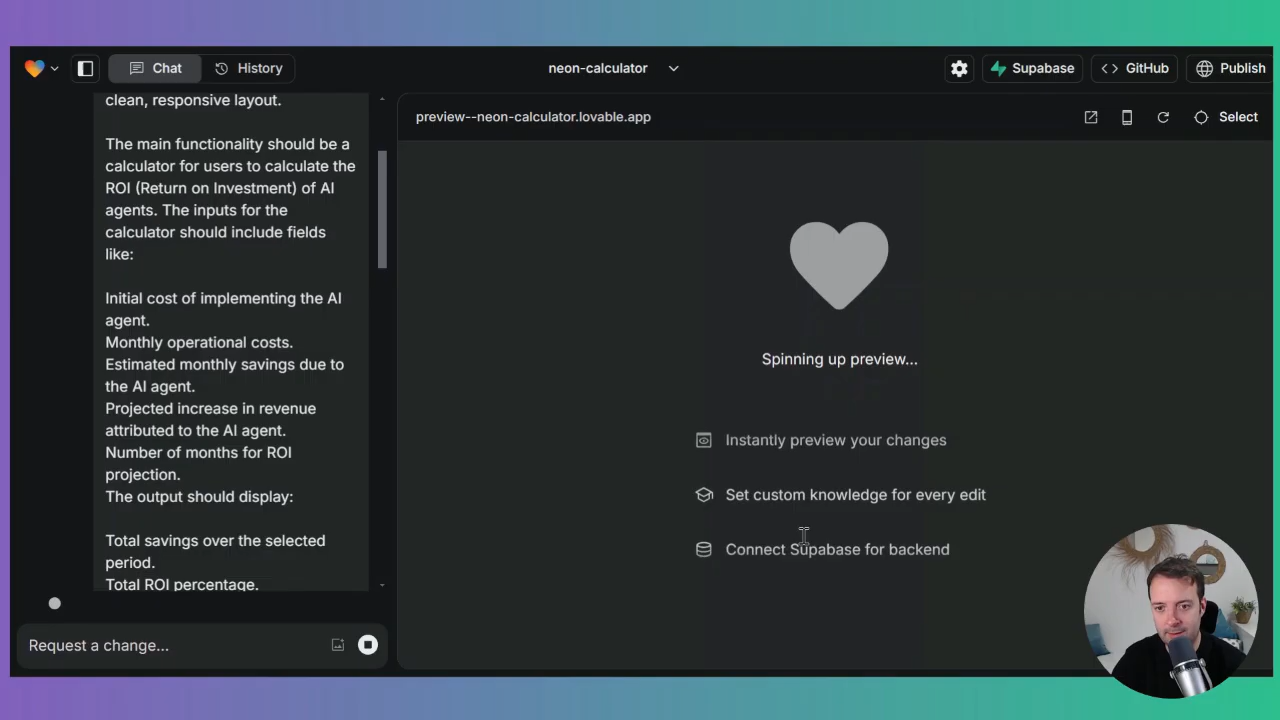 Chat
History
neon-calculator
Supabase
GitHub
Publish
clean, responsive layout.
The main functionality should be a
calculator for users to calculate the
ROI (Return on Investment) of AI
agents. The inputs for the
calculator should include fields
like:
Initial cost of implementing the AI
agent.
Monthly operational costs.
Estimated monthly savings due to
the AI agent.
Projected increase in revenue
attributed to the AI agent.
Number of months for ROI
projection.
The output should display:
Total savings over the selected
period.
Total ROI percentage.
Request a change...
preview--neon-calculator.lovable.app
Select
Spinning up preview...
Instantly preview your changes
Set custom knowledge for every edit
Connect Supabase for backend